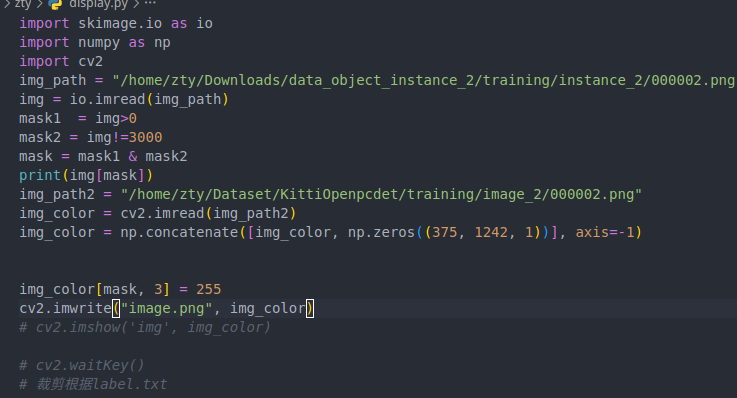 zty > display.py > ...
import skimage.io as io
import numpy as np
import cv2
img_path = "/home/zty/Downloads/data_object_instance_2/training/instance_2/000002.png
img = io.imread(img_path)
mask1  = img>0
mask2 = img!=3000
mask = mask1 & mask2
print(img[mask])
img_path2 = "/home/zty/Dataset/KittiOpenpcdet/training/image_2/000002.png"
img_color = cv2.imread(img_path2)
img_color = np.concatenate([img_color, np.zeros((375, 1242, 1))], axis=-1)
img_color[mask, 3] = 255
cv2.imwrite("image.png", img_color)
# cv2.imshow('img', img_color)
# cv2.waitKey()
# 裁剪根据label.txt